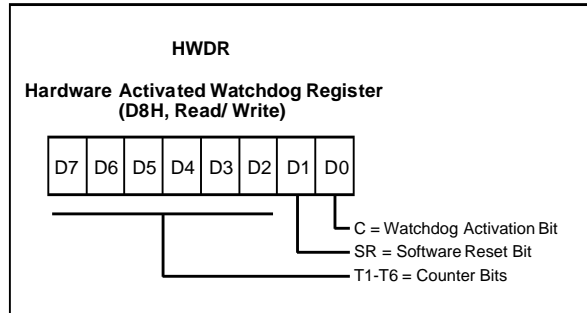 HWDR
Hardware Activated Watchdog Register
(D8H, Read/ Write)
D7 D6 D5 D4 D3 D2 D1 D0
C = Watchdog Activation Bit
SR = Software Reset Bit
T1-T6 = Counter Bits